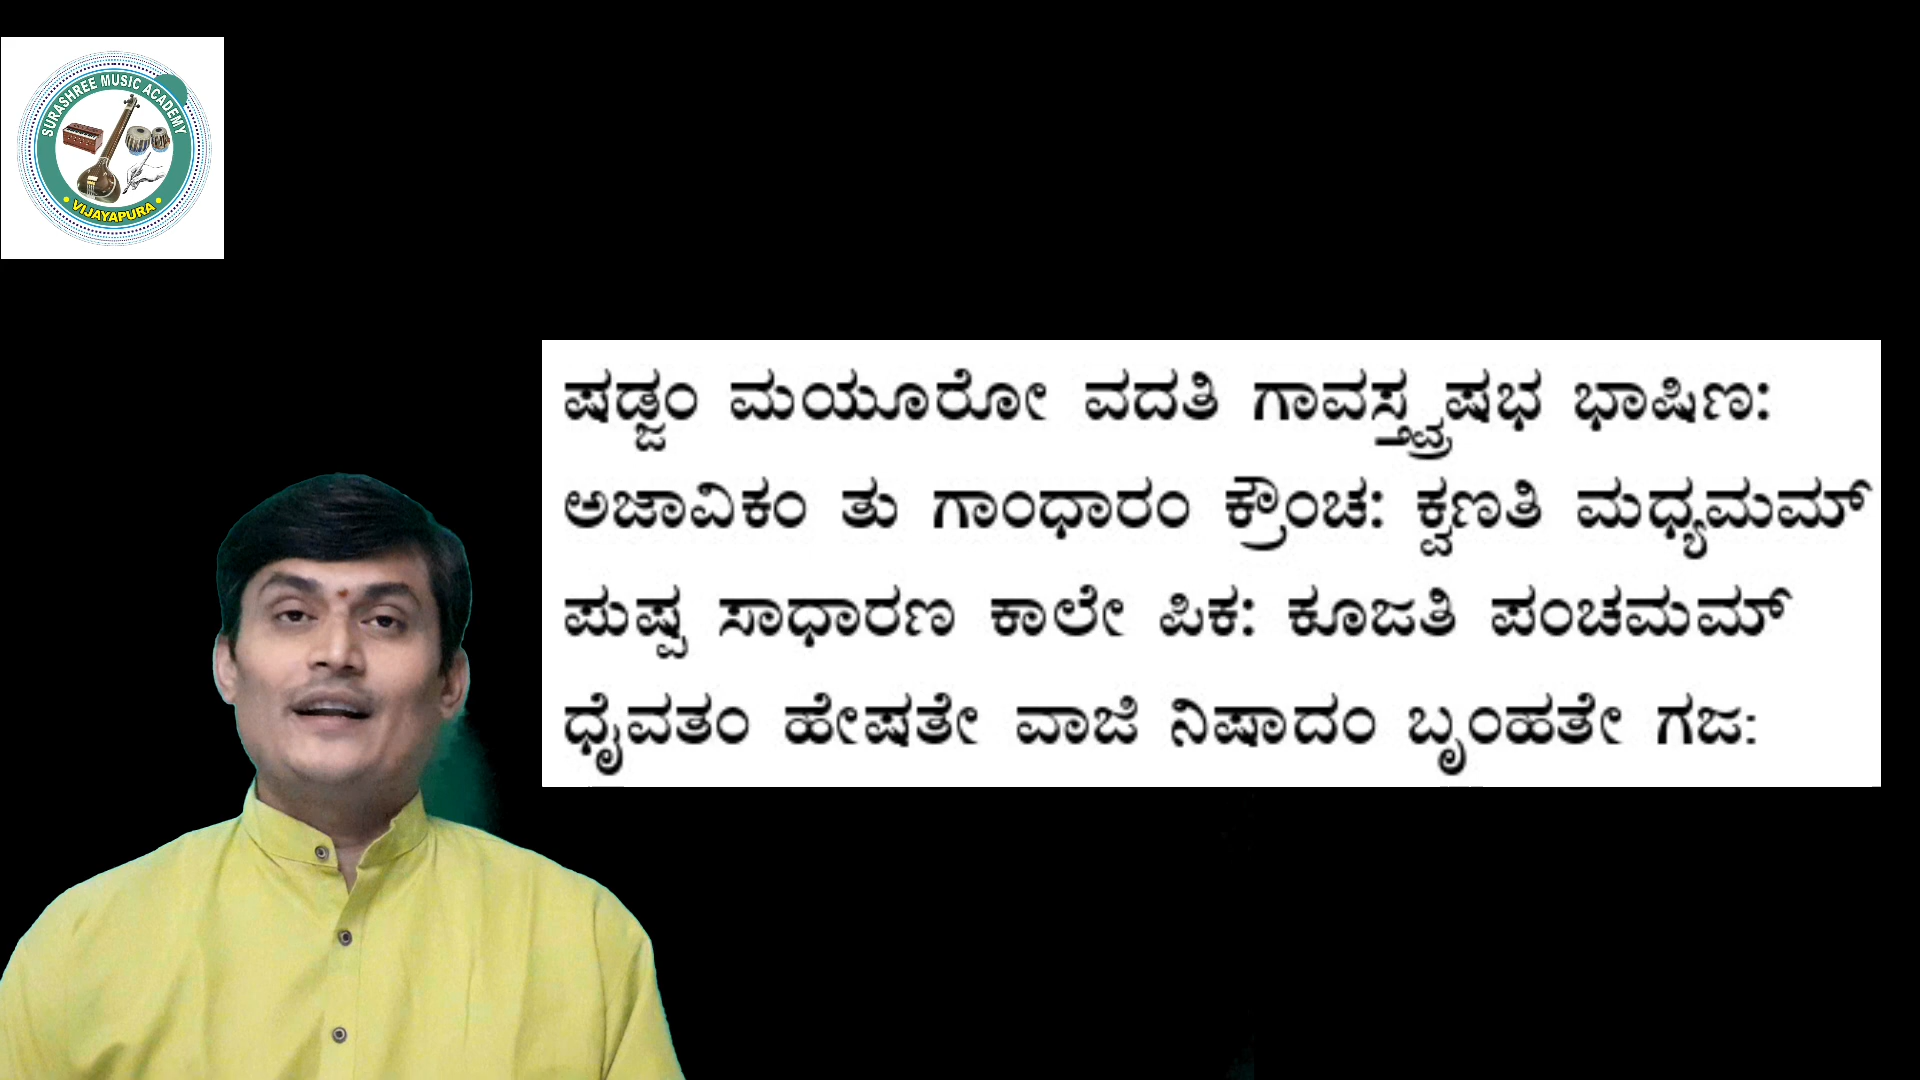 SURASHREE MUSIC ACADEMY
VIJAYAPURA
ಷಡ್ಜಂ ಮಯೂರೋ ವದತಿ ಗಾವಸ್ತ್ವೃಷಭ ಭಾಷಿಣ:
ಅಜಾವಿಕಂ ತು ಗಾಂಧಾರಂ ಕ್ರೌಂಚ: ಕ್ವಣತಿ ಮಧ್ಯಮಮ್
ಪುಷ್ಪ ಸಾಧಾರಣ ಕಾಲೇ ಪಿಕ: ಕೂಜತಿ ಪಂಚಮಮ್
ಧೈವತಂ ಹೇಷತೇ ವಾಜಿ ನಿಷಾದಂ ಬೃಂಹತೇ ಗಜ: